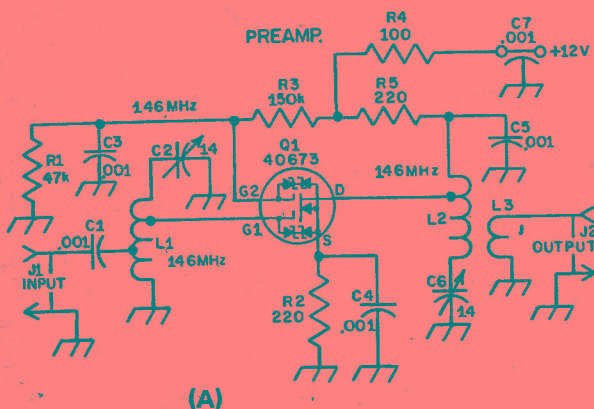 PREAMP.
R4
100
C7
.001
+12V
R3
150k
R5
220
146MHz
C3
.001
C2
14
Q1
40673
C5
.001
R1
47k
146MHz
G2
D
G1
S
L2
L3
C1
.001
L1
146MHz
J1
INPUT
J2
OUTPUT
R2
220
C4
.001
C6
14
(A)